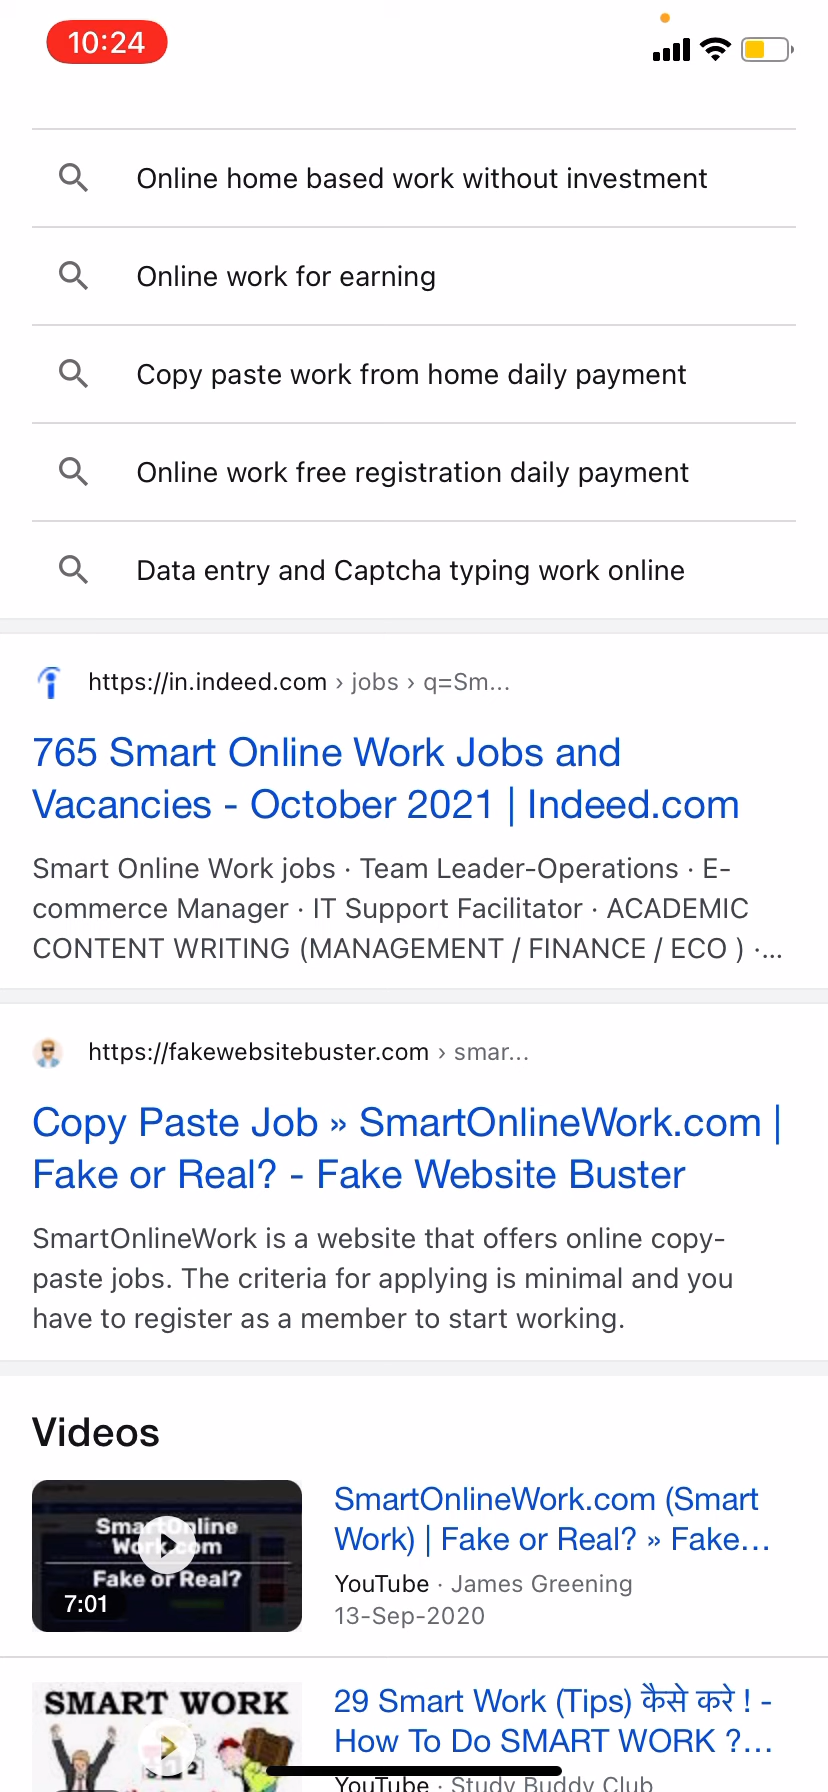 10:24
Online home based work without investment
Online work for earning
Copy paste work from home daily payment
Online work free registration daily payment
Data entry and Captcha typing work online
https://in.indeed.com › jobs › q=Sm...
765 Smart Online Work Jobs and
Vacancies - October 2021 | Indeed.com
Smart Online Work jobs · Team Leader-Operations · E-
commerce Manager · IT Support Facilitator · ACADEMIC
CONTENT WRITING (MANAGEMENT / FINANCE / ECO ) ·...
https://fakewebsitebuster.com › smar...
Copy Paste Job » SmartOnlineWork.com |
Fake or Real? - Fake Website Buster
SmartOnlineWork is a website that offers online copy-
paste jobs. The criteria for applying is minimal and you
have to register as a member to start working.
Videos
SmartOnline
Work.com
Fake or Real?
7:01
SmartOnlineWork.com (Smart
Work) | Fake or Real? » Fake...
YouTube · James Greening
13-Sep-2020
SMART WORK
29 Smart Work (Tips) कैसे करे ! -
How To Do SMART WORK ?...
YouTube · Study Buddy Club